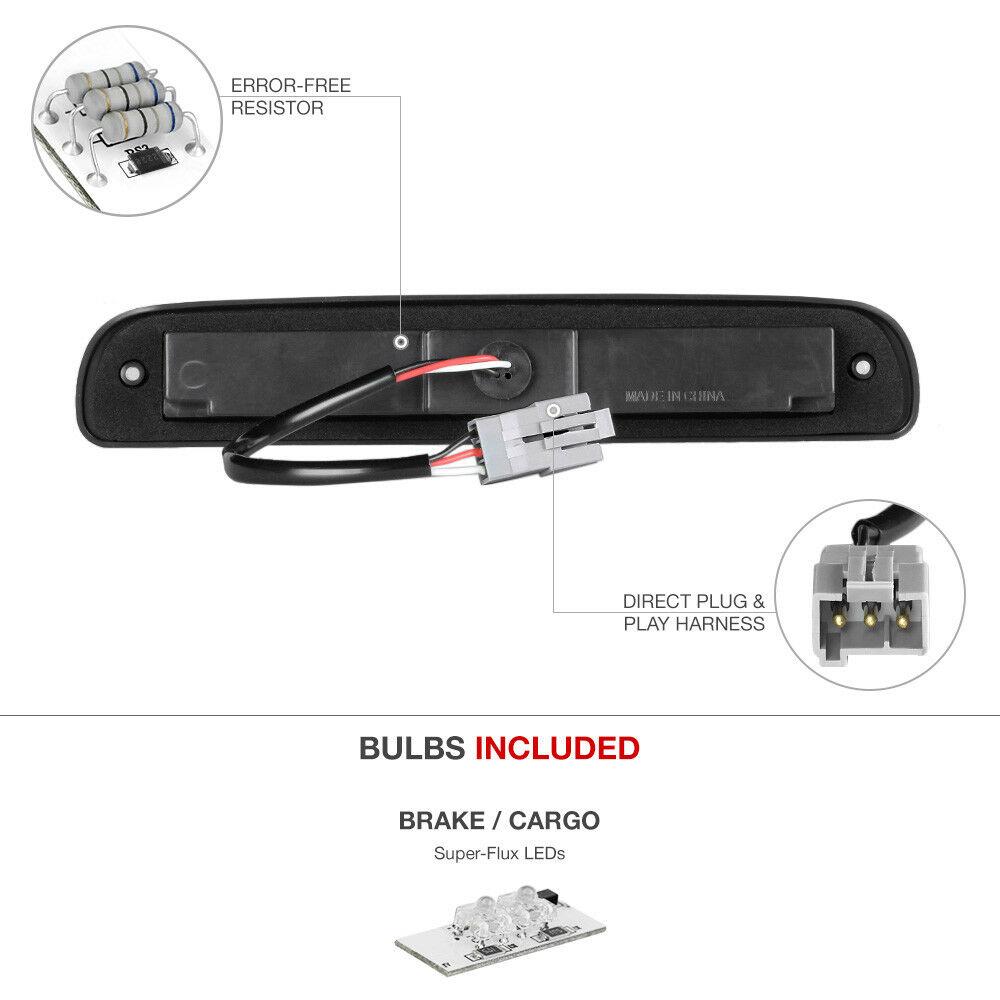 ERROR-FREE
RESISTOR
MADE IN CHINA
DIRECT PLUG &
PLAY HARNESS
BULBS INCLUDED
BRAKE / CARGO
Super-Flux LEDs